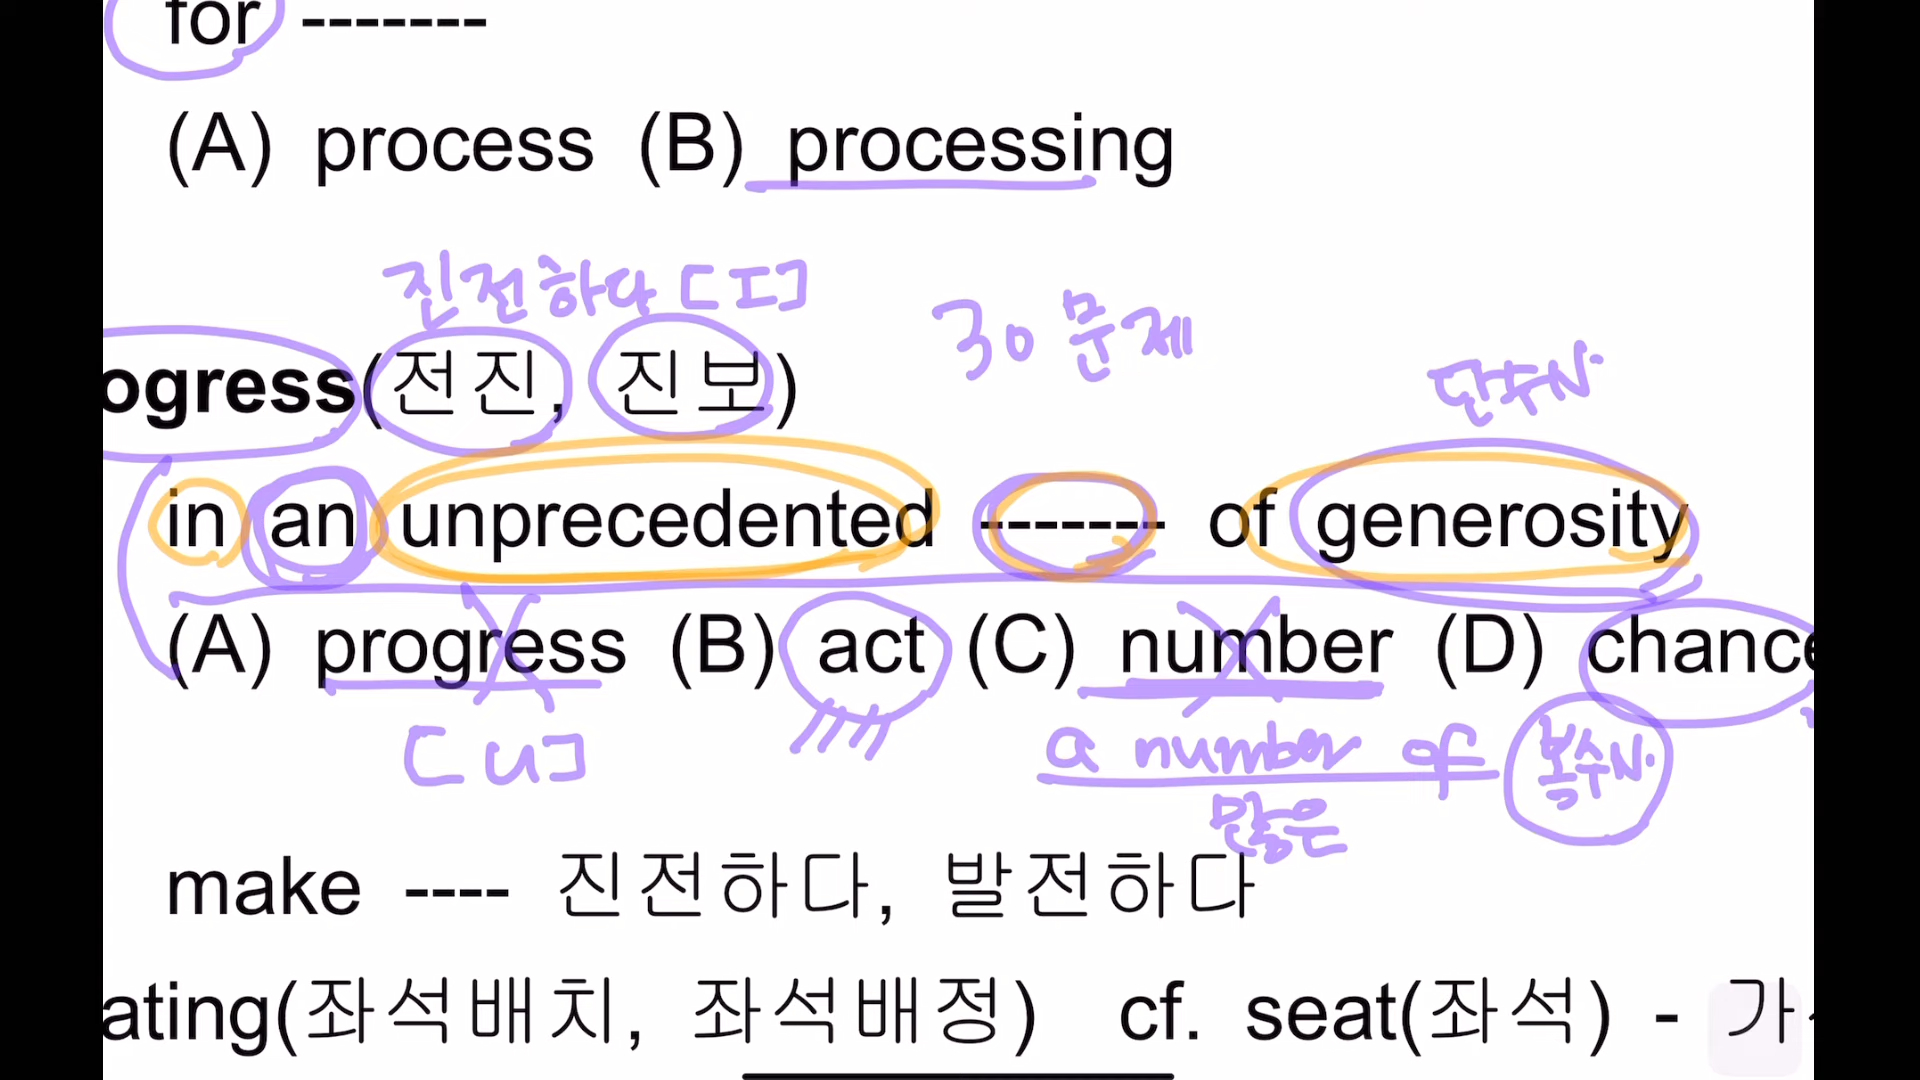 for -------
(A) process (B) processing
진전하다 [I]
30 문제
단수N.
ogress(전진, 진보)
in an unprecedented ------- of generosity
(A) progress (B) act (C) number (D) chance
[U]
a number of 복수N.
많은
make ---- 진전하다, 발전하다
ating(좌석배치, 좌석배정) cf. seat(좌석) - 가